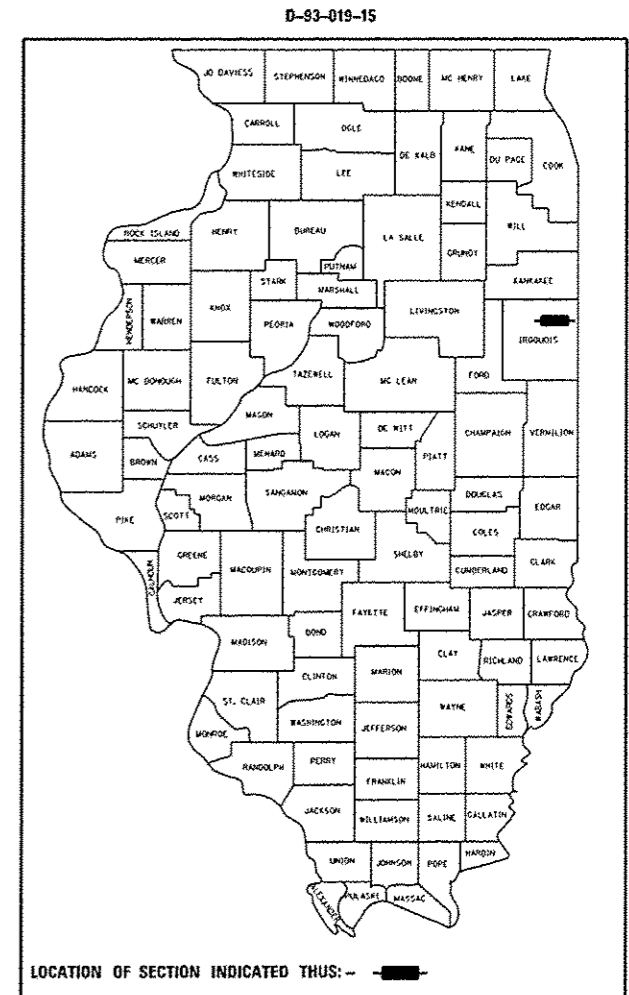 D-93-019-15
JO DAVIESS STEPHENSON WINNEBAGO BOONE MC HENRY LAKE
CARROLL OGLE DE KALB KANE DU PAGE COOK
WHITESIDE LEE KENDALL WILL
ROCK ISLAND HENRY BUREAU LA SALLE GRUNDY
MERCER PUTNAM KANKAKEE
STARK MARSHALL LIVINGSTON
HENDERSON WARREN KNOX PEORIA WOODFORD IROQUOIS
HANCOCK MC DONOUGH FULTON TAZEWELL MC LEAN FORD
SCHUYLER MASON
ADAMS BROWN CASS MENARD LOGAN DE WITT PIATT CHAMPAIGN VERMILION
MACON
PIKE SCOTT MORGAN SANGAMON MOULTRIE DOUGLAS EDGAR
CHRISTIAN COLES
CALHOUN GREENE MACOUPIN MONTGOMERY SHELBY CUMBERLAND CLARK
JERSEY FAYETTE EFFINGHAM JASPER CRAWFORD
MADISON BOND
CLAY RICHLAND LAWRENCE
CLINTON MARION
ST. CLAIR WAYNE EDWARDS WABASH
MONROE WASHINGTON JEFFERSON
RANDOLPH PERRY HAMILTON WHITE
FRANKLIN
JACKSON WILLIAMSON SALINE GALLATIN
UNION JOHNSON POPE HARDIN
ALEXANDER PULASKI MASSAC
LOCATION OF SECTION INDICATED THUS: -